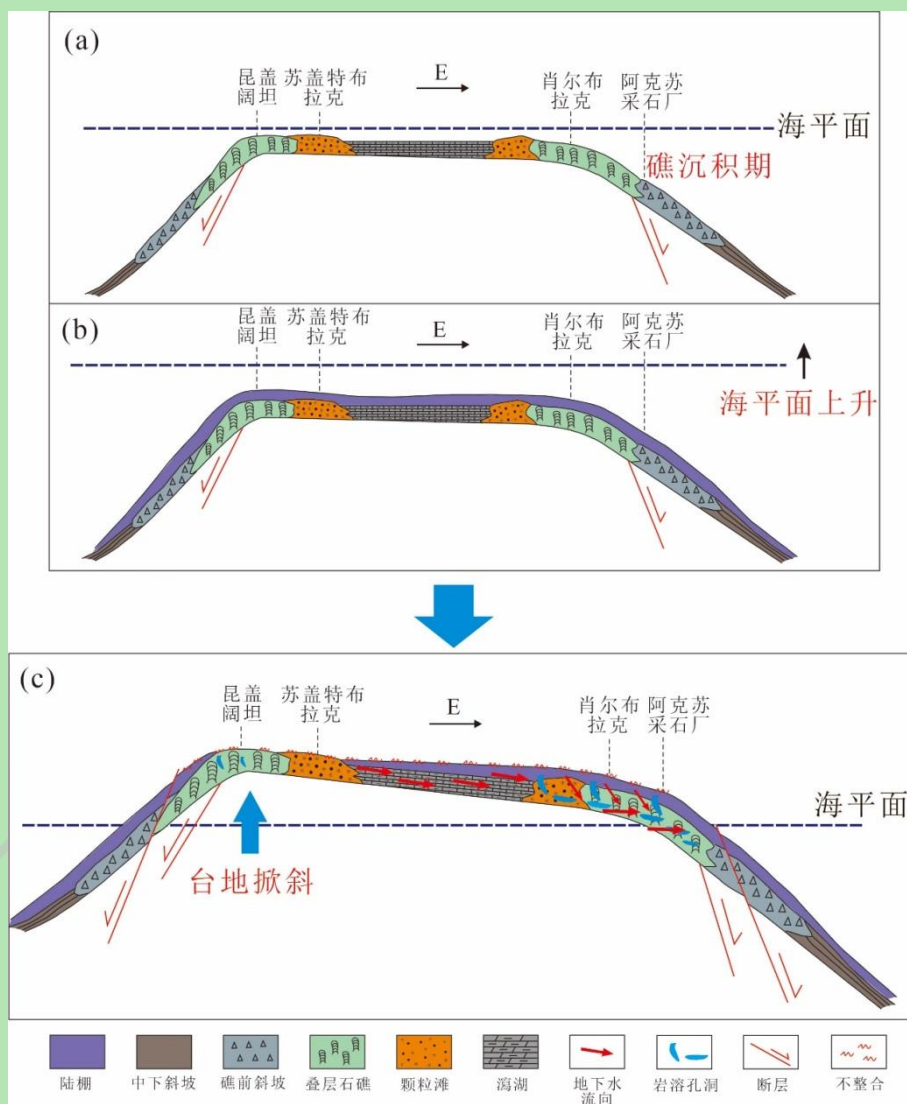 (a)
昆盖
阔坦
苏盖特布
拉克
E
肖尔布
拉克
阿克苏
采石厂
海平面
礁沉积期
(b)
昆盖
阔坦
苏盖特布
拉克
E
肖尔布
拉克
阿克苏
采石厂
海平面上升
(c)
昆盖
阔坦
苏盖特布
拉克
E
肖尔布
拉克
阿克苏
采石厂
海平面
台地掀斜
陆棚
中下斜坡
礁前斜坡
叠层石礁
颗粒滩
瀉湖
地下水
流向
岩溶孔洞
断层
不整合